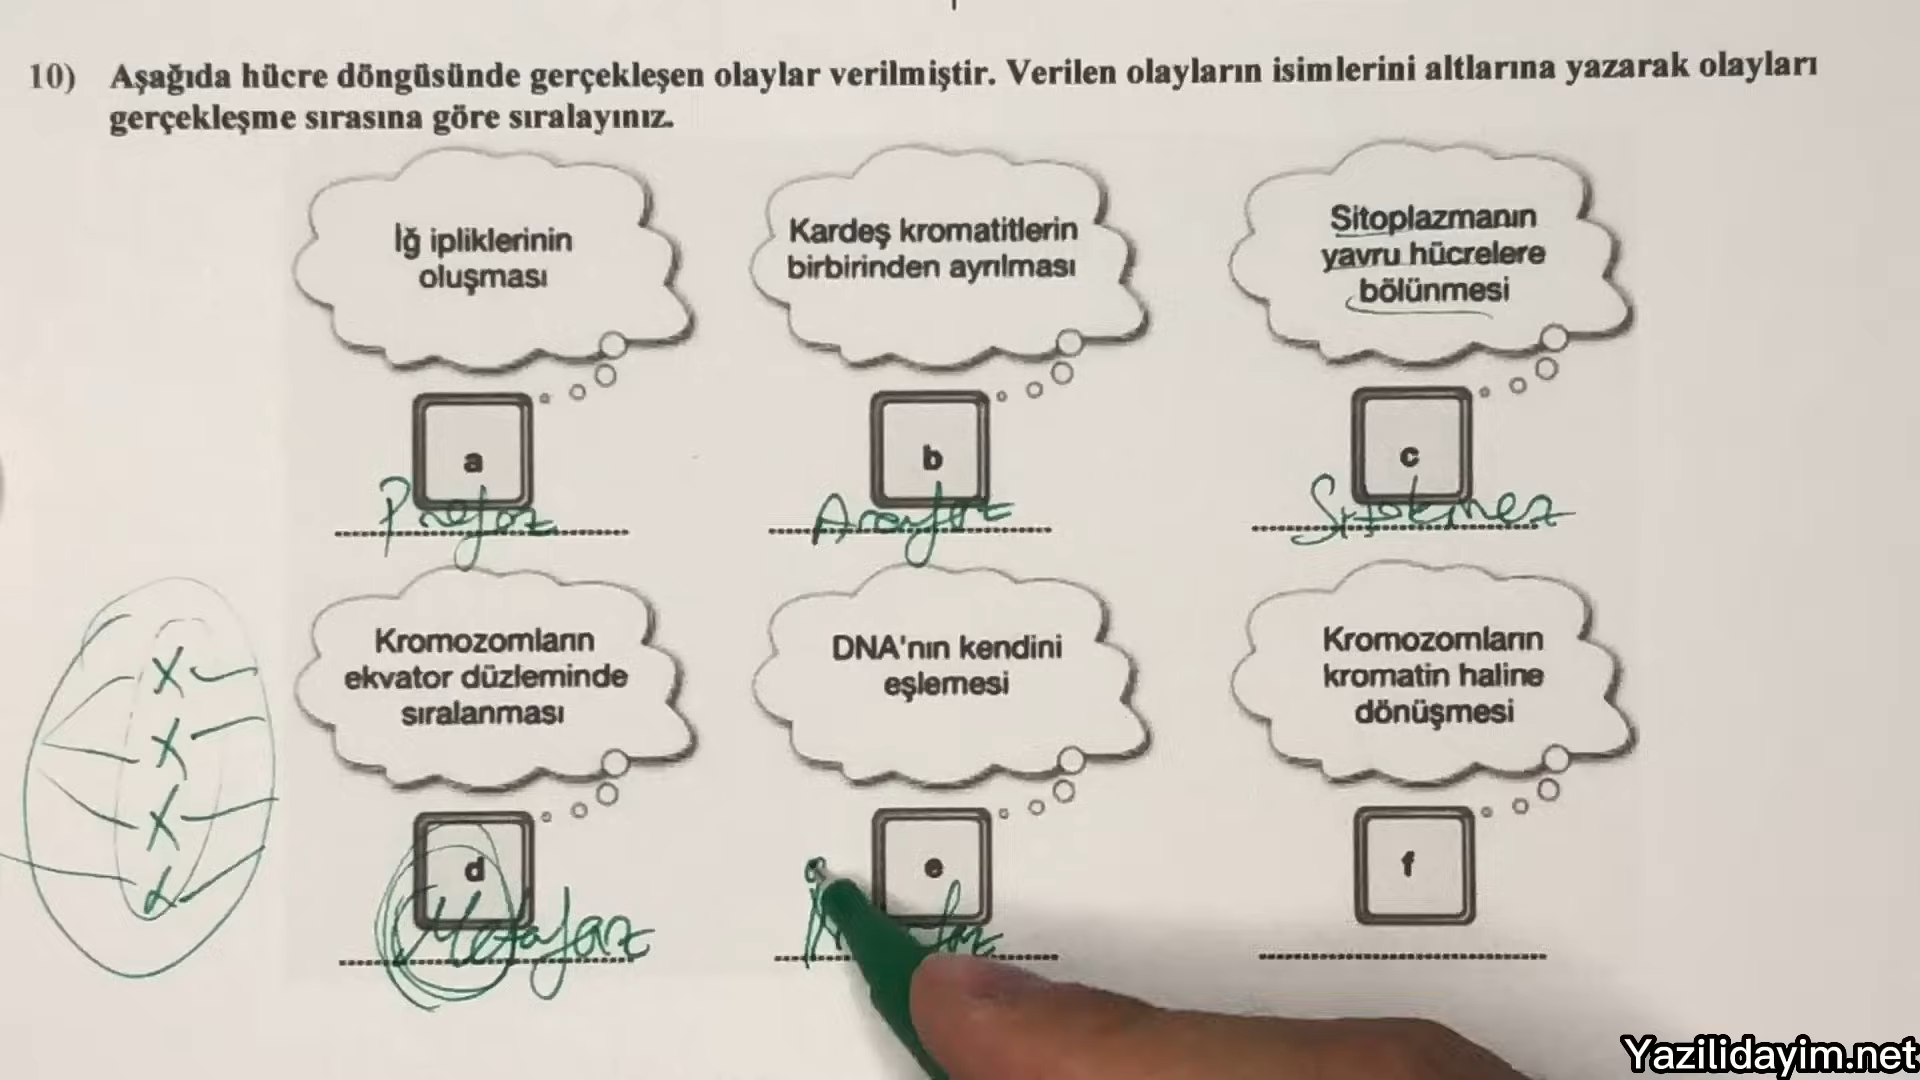 10) Aşağıda hücre döngüsünde gerçekleşen olaylar verilmiştir. Verilen olayların isimlerini altlarına yazarak olayları
gerçekleşme sırasına göre sıralayınız.
İğ ipliklerinin
oluşması
Kardeş kromatitlerin
birbirinden ayrılması
Sitoplazmanın
yavru hücrelere
bölünmesi
a
b
c
Profaz
Anafaz
Sitokinez
Kromozomların
ekvator düzleminde
sıralanması
DNA'nın kendini
eşlemesi
Kromozomların
kromatin haline
dönüşmesi
d
e
f
Metafaz
Yazilidayim.net